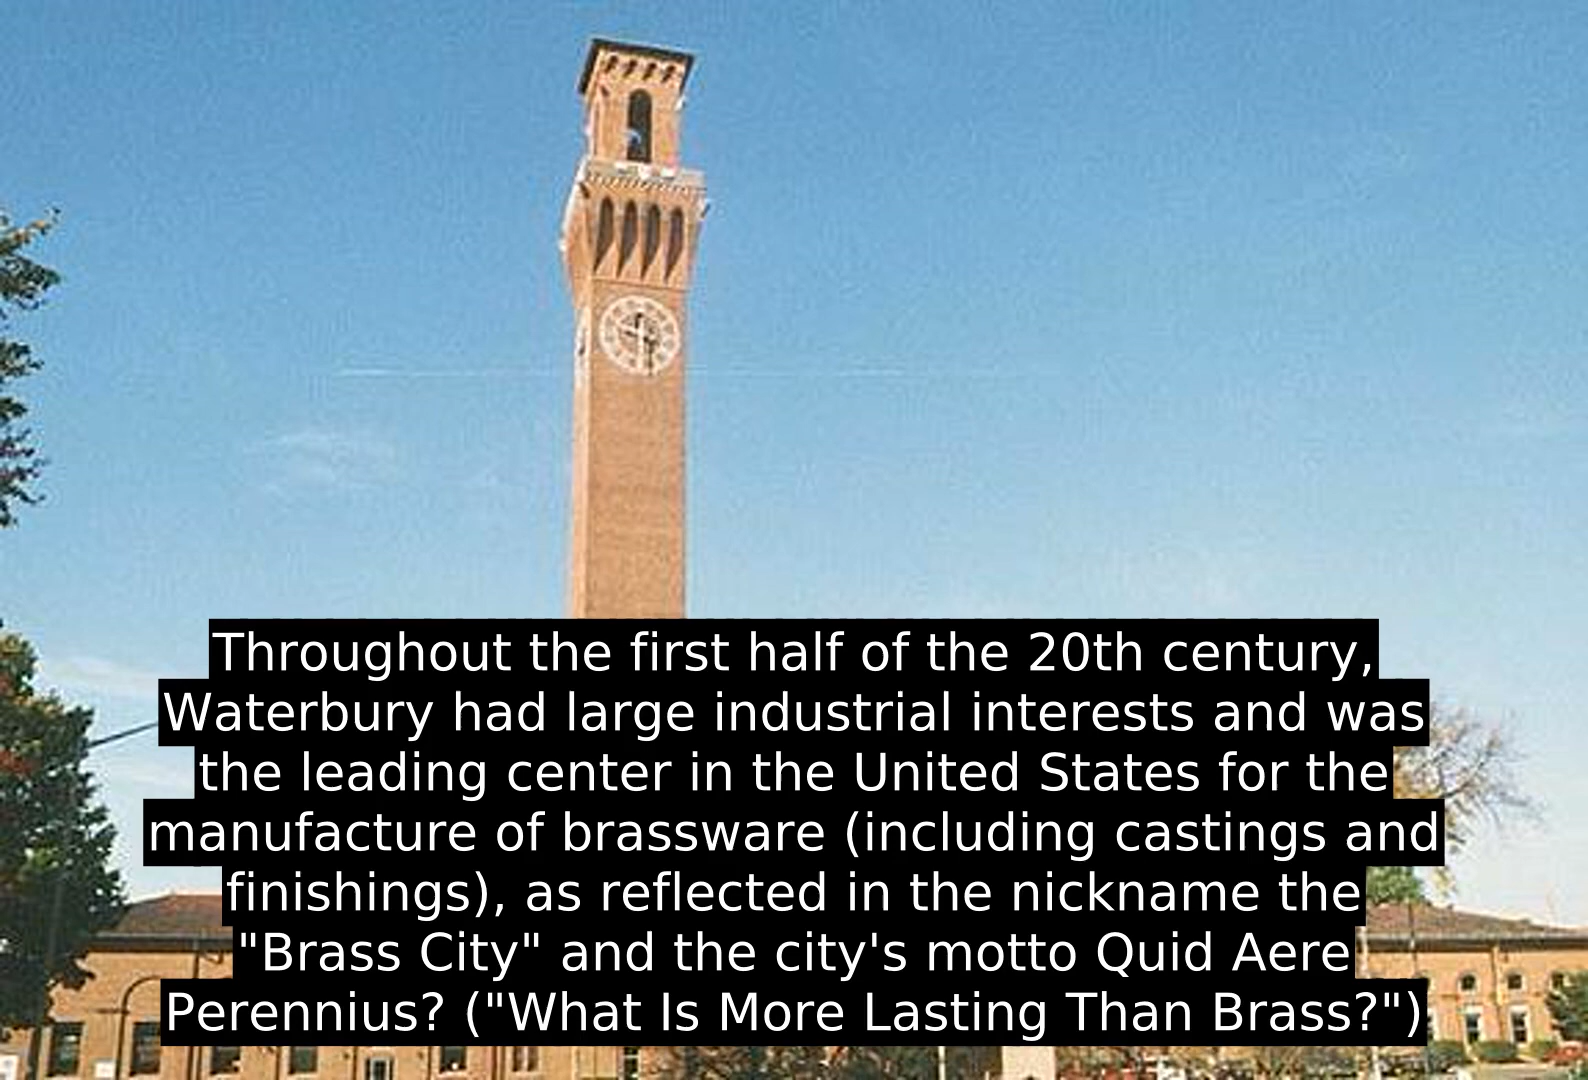 Throughout the first half of the 20th century,
Waterbury had large industrial interests and was
the leading center in the United States for the
manufacture of brassware (including castings and
finishings), as reflected in the nickname the
"Brass City" and the city's motto Quid Aere
Perennius? ("What Is More Lasting Than Brass?")